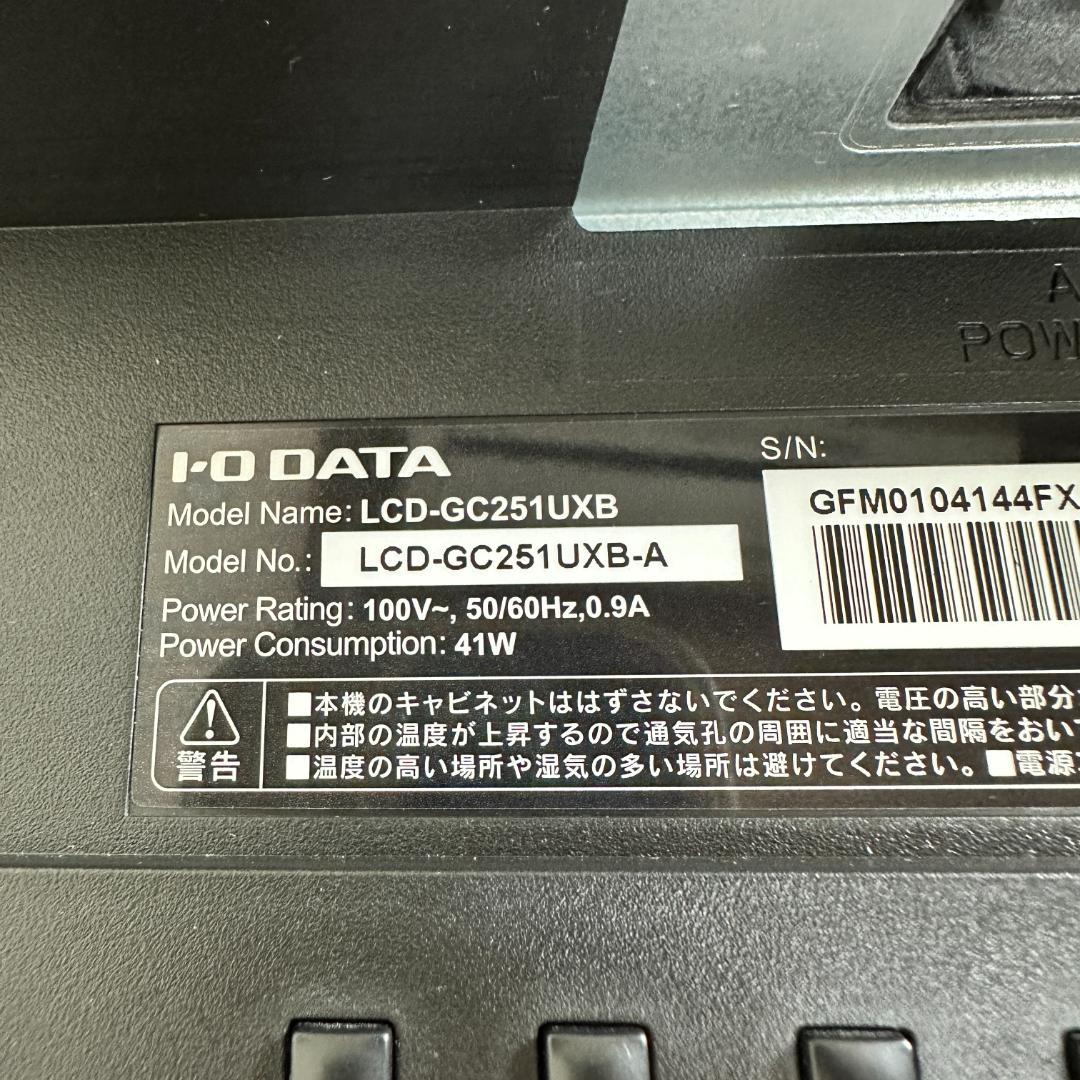 A
POW
I-O DATA
Model Name: LCD-GC251UXB
Model No.: LCD-GC251UXB-A
Power Rating: 100V~, 50/60Hz,0.9A
Power Consumption: 41W
S/N:
GFM0104144FX
警告
■本機のキャビネットははずさないでください。電圧の高い部分
■内部の温度が上昇するので通気孔の周囲に適当な間隔をおい
■温度の高い場所や湿気の多い場所は避けてください。■電源